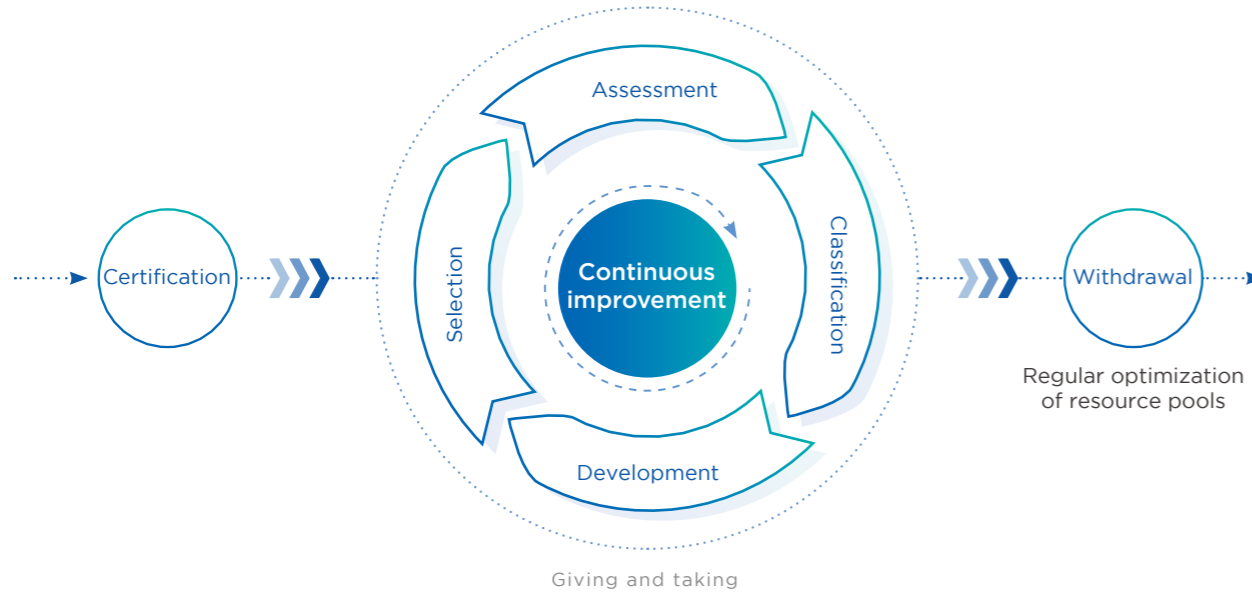 Certification
Assessment
Selection
Continuous
improvement
Classification
Development
Withdrawal
Regular optimization
of resource pools
Giving and taking